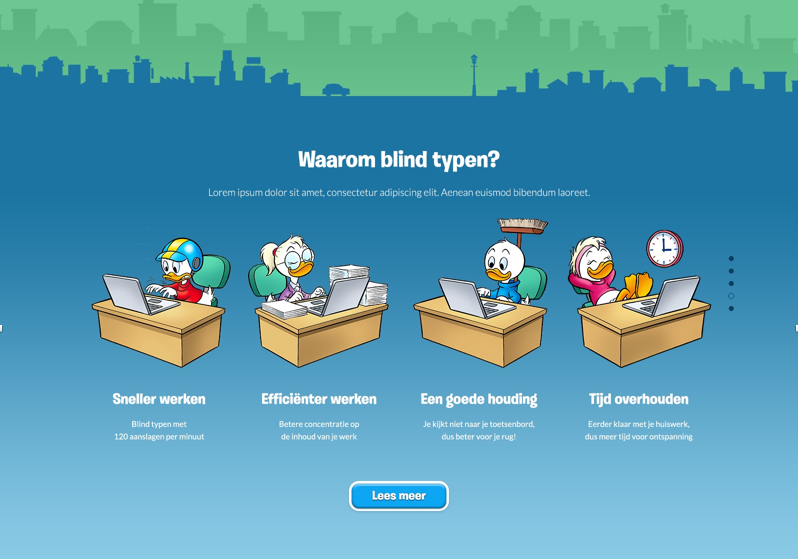 Waarom blind typen?
Lorem ipsum dolor sit amet, consectetur adipiscing elit. Aenean euismod bibendum laoreet.
Sneller werken
Blind typen met
120 aanslagen per minuut
Efficiënter werken
Betere concentratie op
de inhoud van je werk
Een goede houding
Je kijkt niet naar je toetsenbord,
dus beter voor je rug!
Tijd overhouden
Eerder klaar met je huiswerk,
dus meer tijd voor ontspanning
Lees meer